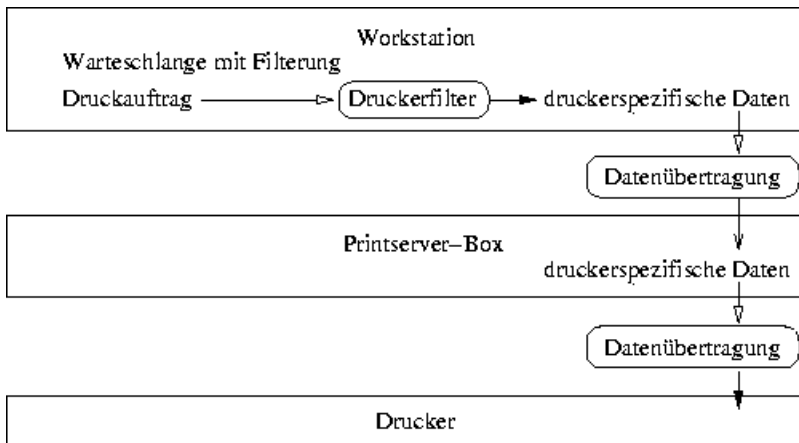 Workstation
Warteschlange mit Filterung
Druckauftrag Druckerfilter druckerspezifische Daten
Datenübertragung
Printserver-Box
druckerspezifische Daten
Datenübertragung
Drucker